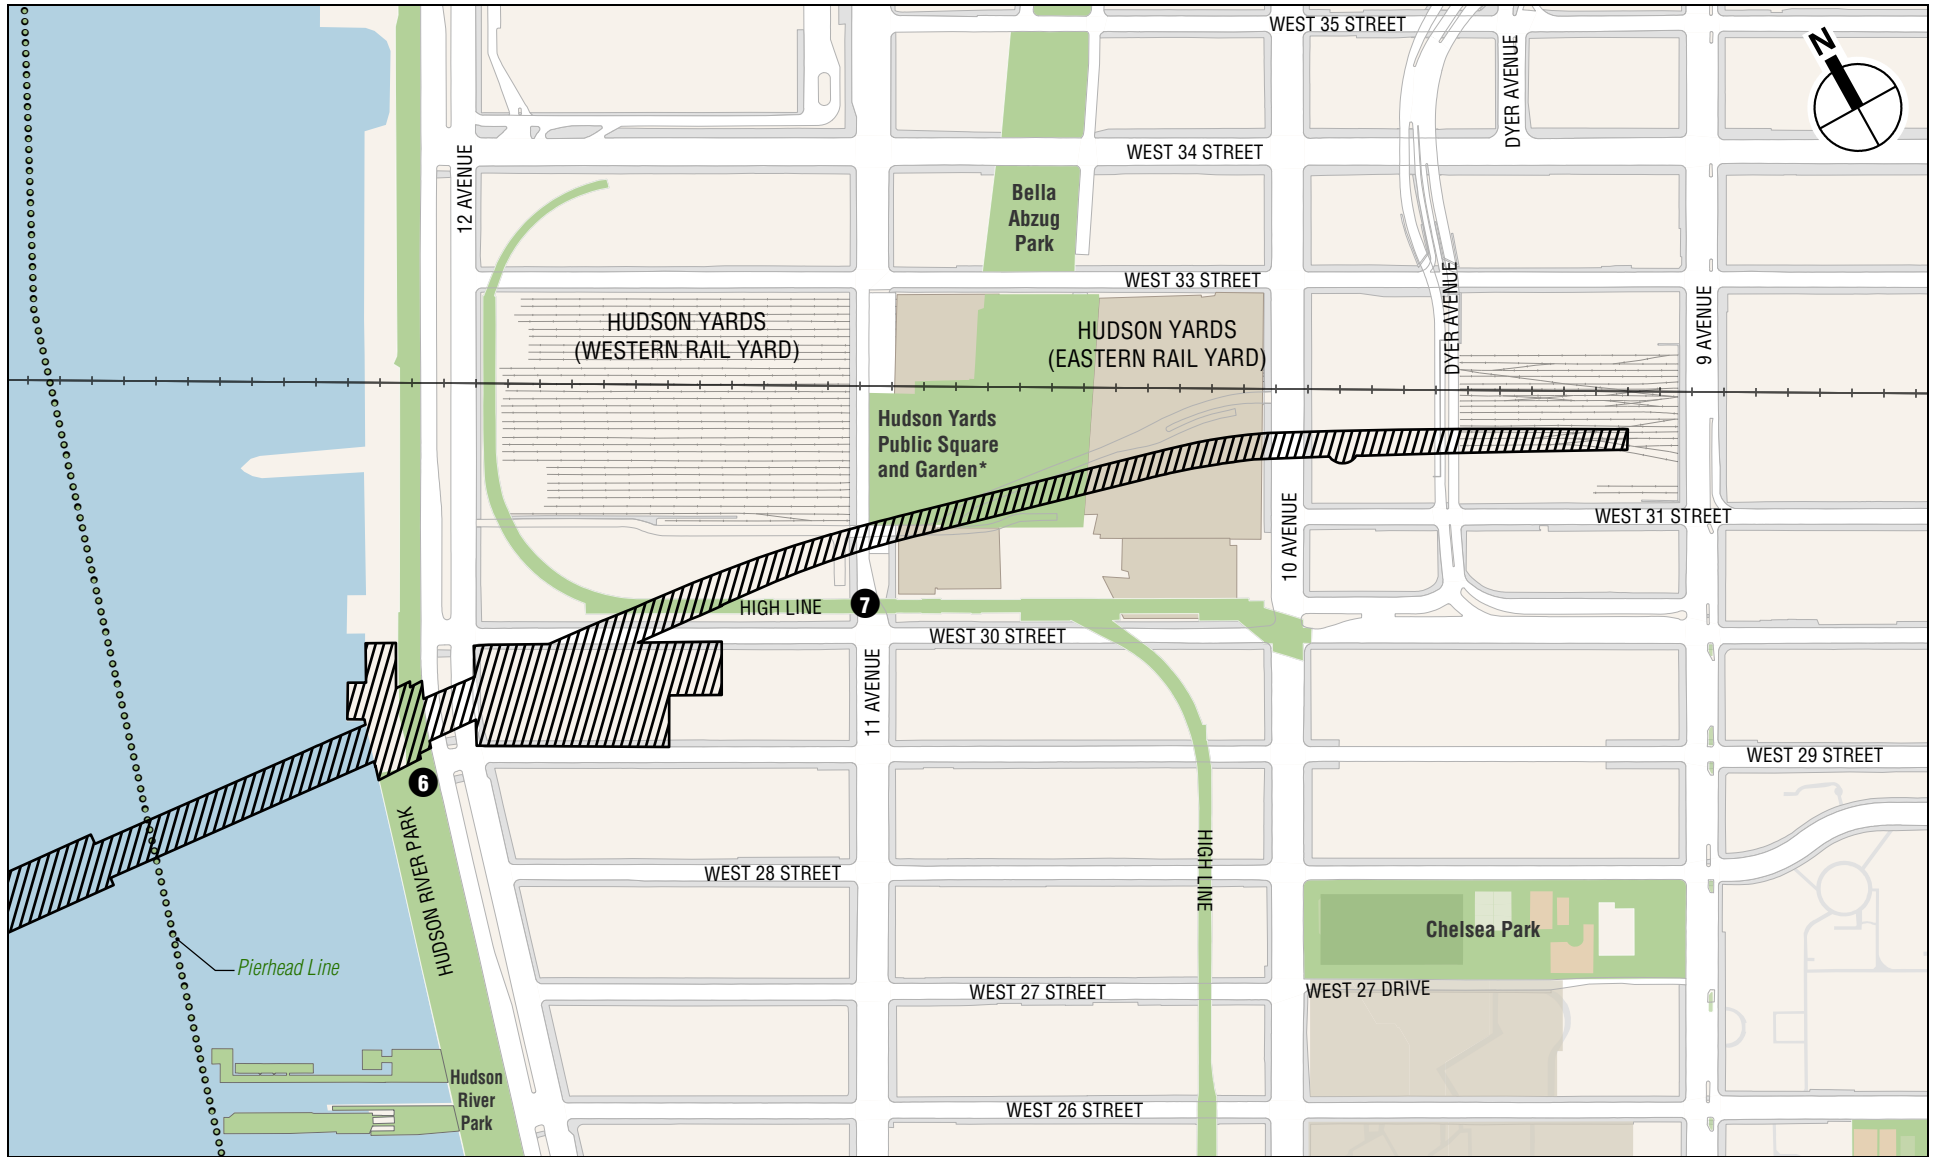 WEST 35 STREET
N
DYER AVENUE
12 AVENUE
WEST 34 STREET
Bella
Abzug
Park
WEST 33 STREET
DYER AVENUE
9 AVENUE
HUDSON YARDS
(WESTERN RAIL YARD)
HUDSON YARDS
(EASTERN RAIL YARD)
Hudson Yards
Public Square
and Garden*
10 AVENUE
WEST 31 STREET
HIGH LINE
7
WEST 30 STREET
11 AVENUE
WEST 29 STREET
6
HUDSON RIVER PARK
HIGH LINE
WEST 28 STREET
Chelsea Park
Pierhead Line
WEST 27 STREET
WEST 27 DRIVE
Hudson
River
Park
WEST 26 STREET